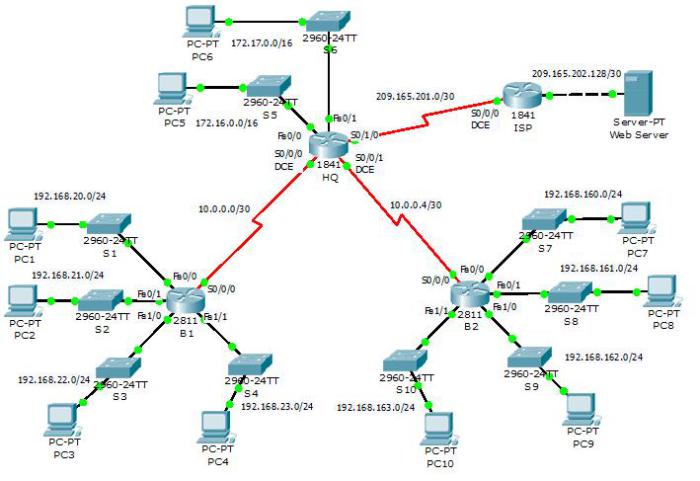 PC-PT
PC6
172.17.0.0/16
2960-24TT
S6
PC-PT
PC5
172.16.0.0/16
2960-24TT
S5
Fa0/0
Fa0/1
S0/0/0
DCE
1841
HQ
S0/1/0
S0/0/1
DCE
209.165.201.0/30
209.165.202.128/30
S0/0/0
DCE
1841
ISP
Server-PT
Web Server
10.0.0.0/30
10.0.0.4/30
192.168.20.0/24
PC-PT
PC1
2960-24TT
S1
192.168.21.0/24
PC-PT
PC2
2960-24TT
S2
Fa0/0
S0/0/0
Fa0/1
Fa1/0
Fa1/1
2811
B1
192.168.22.0/24
2960-24TT
S3
PC-PT
PC3
2960-24TT
S4
192.168.23.0/24
PC-PT
PC4
192.168.160.0/24
2960-24TT
S7
PC-PT
PC7
192.168.161.0/24
2960-24TT
S8
PC-PT
PC8
Fa0/0
S0/0/0
Fa0/1
Fa1/1
Fa1/0
2811
B2
2960-24TT
S9
192.168.162.0/24
PC-PT
PC9
2960-24TT
S10
192.168.163.0/24
PC-PT
PC10